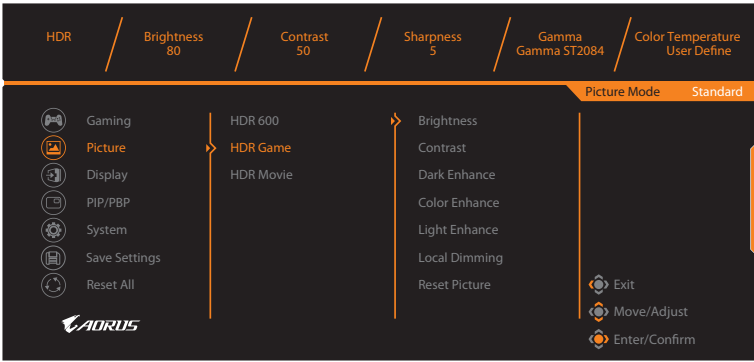 HDR
Brightness
80
Contrast
50
Sharpness
5
Gamma
Gamma ST2084
Color Temperature
User Define
Picture Mode Standard
Gaming
Picture
Display
PIP/PBP
System
Save Settings
Reset All
HDR 600
HDR Game
HDR Movie
Brightness
Contrast
Dark Enhance
Color Enhance
Light Enhance
Local Dimming
Reset Picture
Exit
Move/Adjust
Enter/Confirm
AORUS